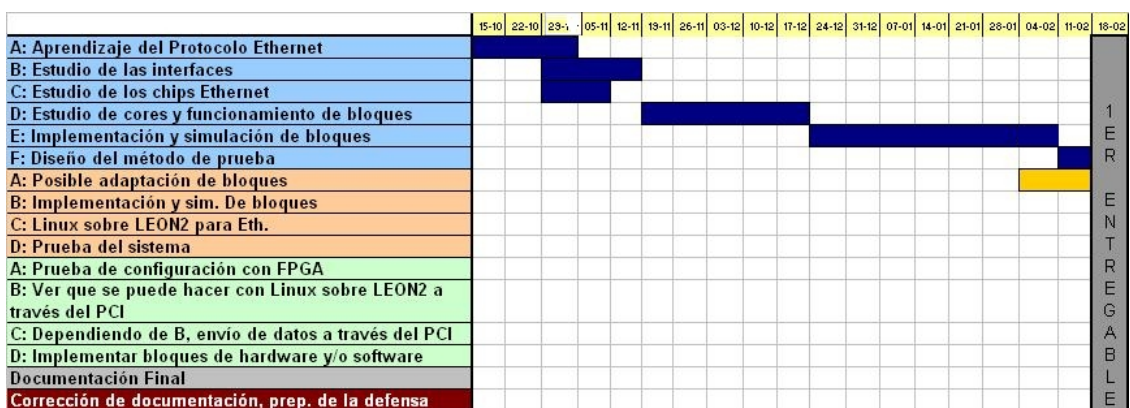 15-10 22-10 29- 05-11 12-11 19-11 26-11 03-12 10-12 17-12 24-12 31-12 07-01 14-01 21-01 28-01 04-02 11-02 18-02
A: Aprendizaje del Protocolo Ethernet
B: Estudio de las interfaces
C: Estudio de los chips Ethernet
D: Estudio de cores y funcionamiento de bloques
E: Implementación y simulación de bloques
F: Diseño del método de prueba
A: Posible adaptación de bloques
B: Implementación y sim. De bloques
C: Linux sobre LEON2 para Eth.
D: Prueba del sistema
A: Prueba de configuración con FPGA
B: Ver que se puede hacer con Linux sobre LEON2 a
través del PCI
C: Dependiendo de B, envío de datos a través del PCI
D: Implementar bloques de hardware y/o software
Documentación Final
Corrección de documentación, prep. de la defensa
1ER ENTREGABLE